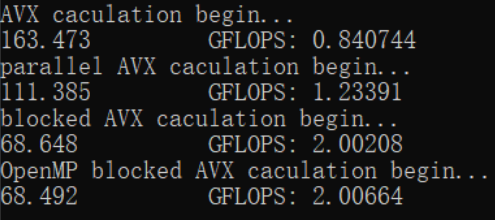 AVX caculation begin...
163.473 GFLOPS: 0.840744
parallel AVX caculation begin...
111.385 GFLOPS: 1.23391
blocked AVX caculation begin...
68.648 GFLOPS: 2.00208
OpenMP blocked AVX caculation begin...
68.492 GFLOPS: 2.00664